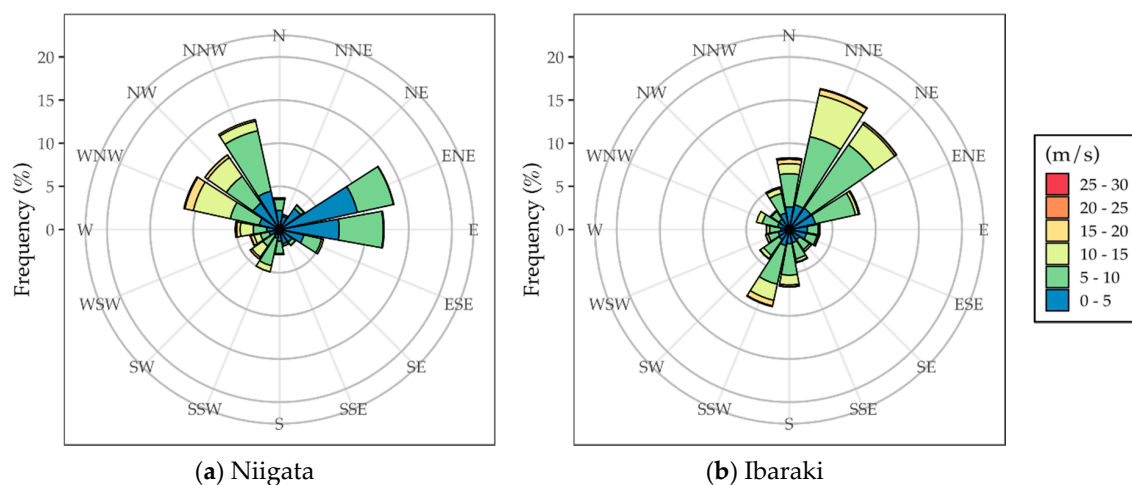 N
NNW
NNE
NW
NE
WNW
ENE
W
E
WSW
ESE
SW
SE
SSW
SSE
S
Frequency (%)
20
15
10
5
0
(a) Niigata
N
NNW
NNE
NW
NE
WNW
ENE
W
E
WSW
ESE
SW
SE
SSW
SSE
S
Frequency (%)
20
15
10
5
0
(b) Ibaraki
(m/s)
25 - 30
20 - 25
15 - 20
10 - 15
5 - 10
0 - 5